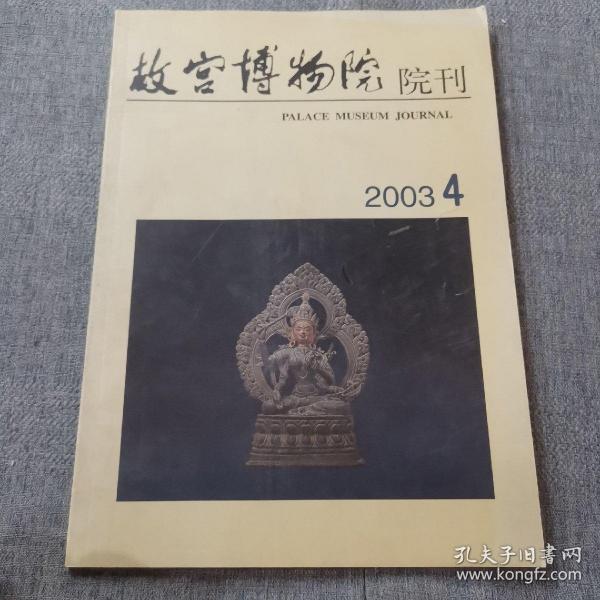 故宫博物院 院刊
PALACE MUSEUM JOURNAL
2003 4
孔夫子旧书网
www.kongfz.com